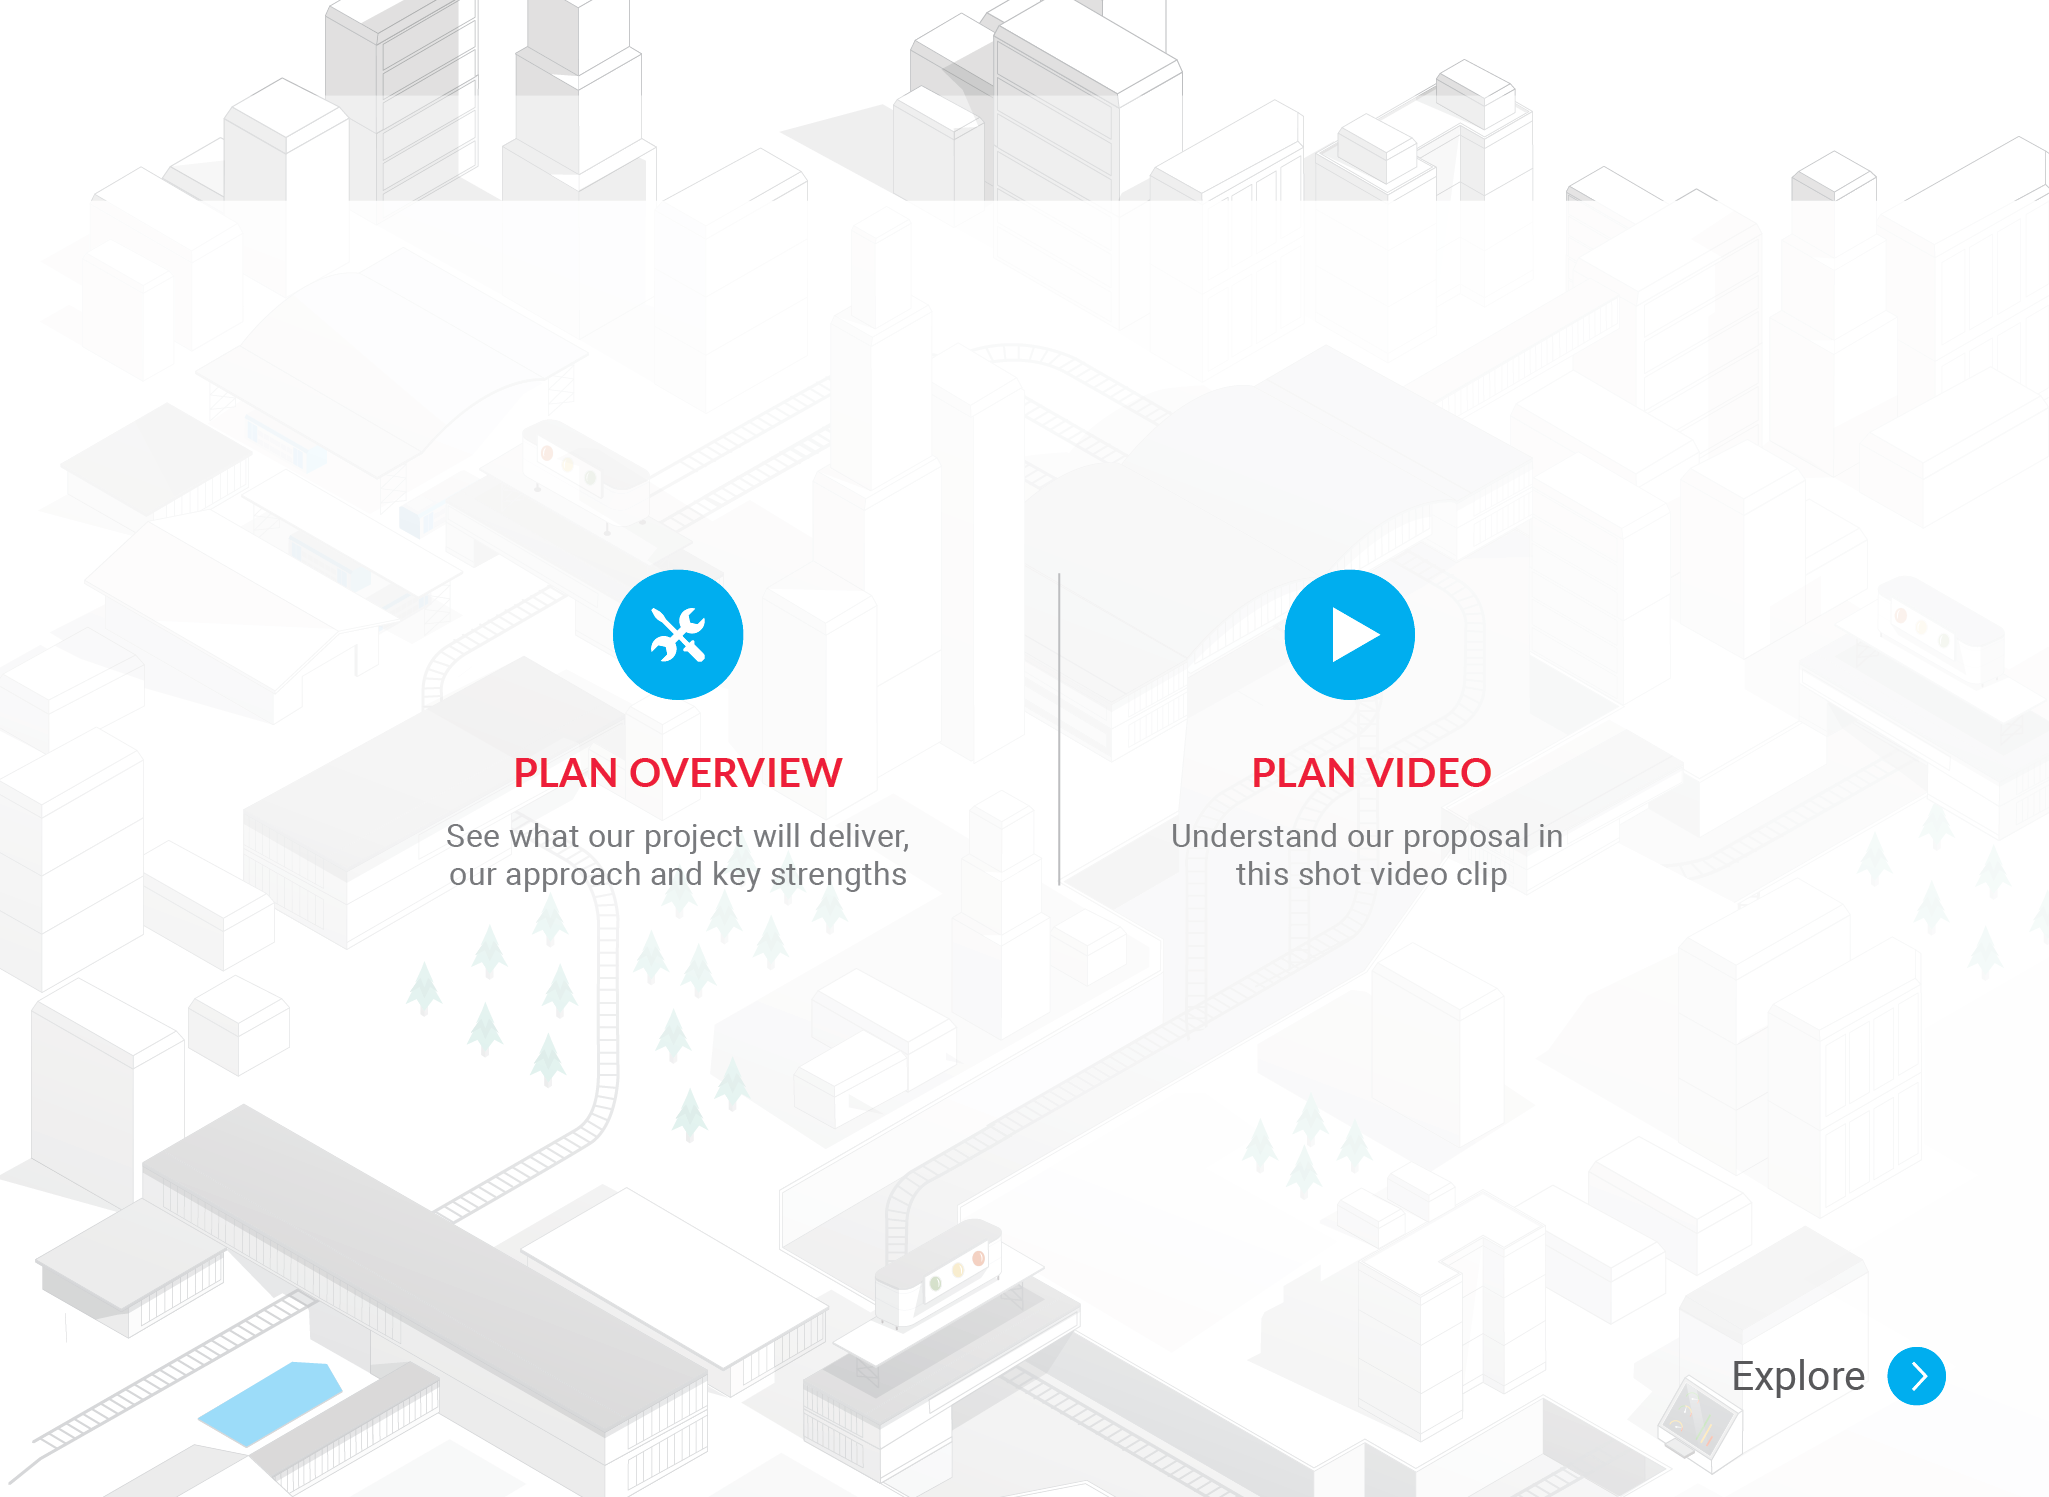 PLAN OVERVIEW
See what our project will deliver,
our approach and key strengths
PLAN VIDEO
Understand our proposal in
this shot video clip
Explore